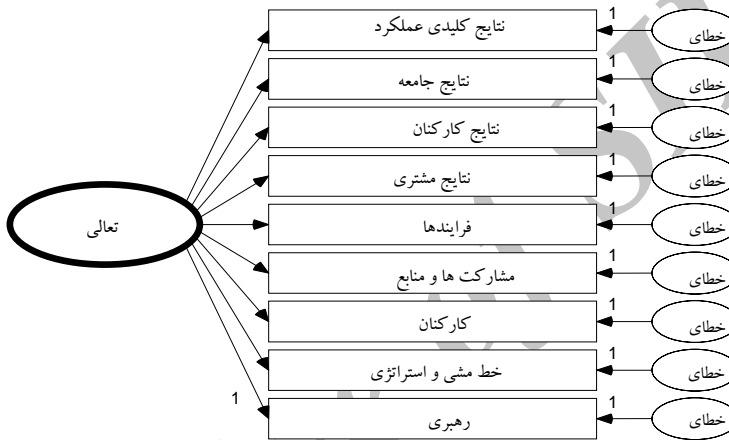 نتایج کلیدی عملکرد
1
خطای
نتایج جامعه
1
خطای
نتایج کارکنان
1
خطای
نتایج مشتری
1
خطای
تعالی
فرایندها
1
خطای
مشارکت ها و منابع
1
خطای
کارکنان
1
خطای
خط مشی و استراتژی
1
خطای
1
رهبری
1
خطای